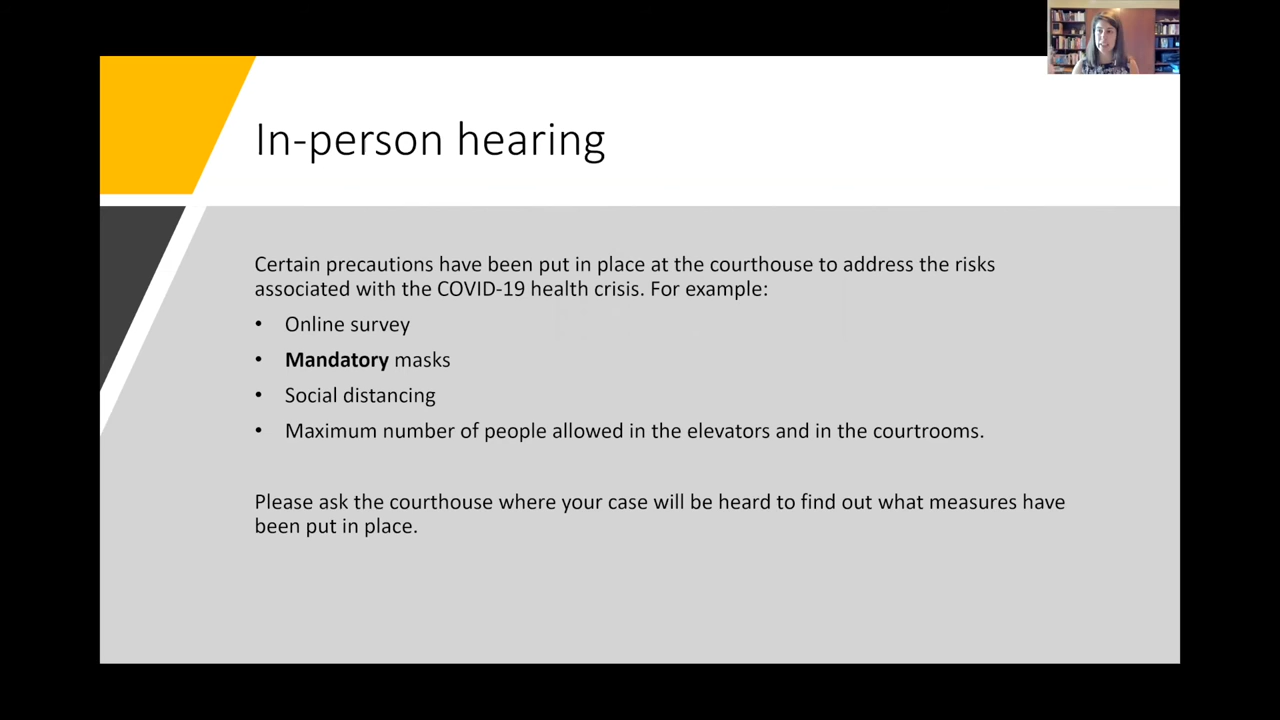 In-person hearing
Certain precautions have been put in place at the courthouse to address the risks
associated with the COVID-19 health crisis. For example:
• Online survey
• Mandatory masks
• Social distancing
• Maximum number of people allowed in the elevators and in the courtrooms.
Please ask the courthouse where your case will be heard to find out what measures have
been put in place.